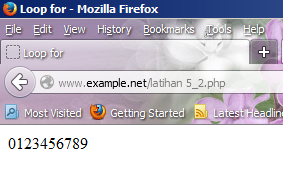 Loop for - Mozilla Firefox
File Edit View History Bookmarks Tools Help
Loop for
www.example.net/latihan 5_2.php
Most Visited Getting Started Latest Headlin
0123456789